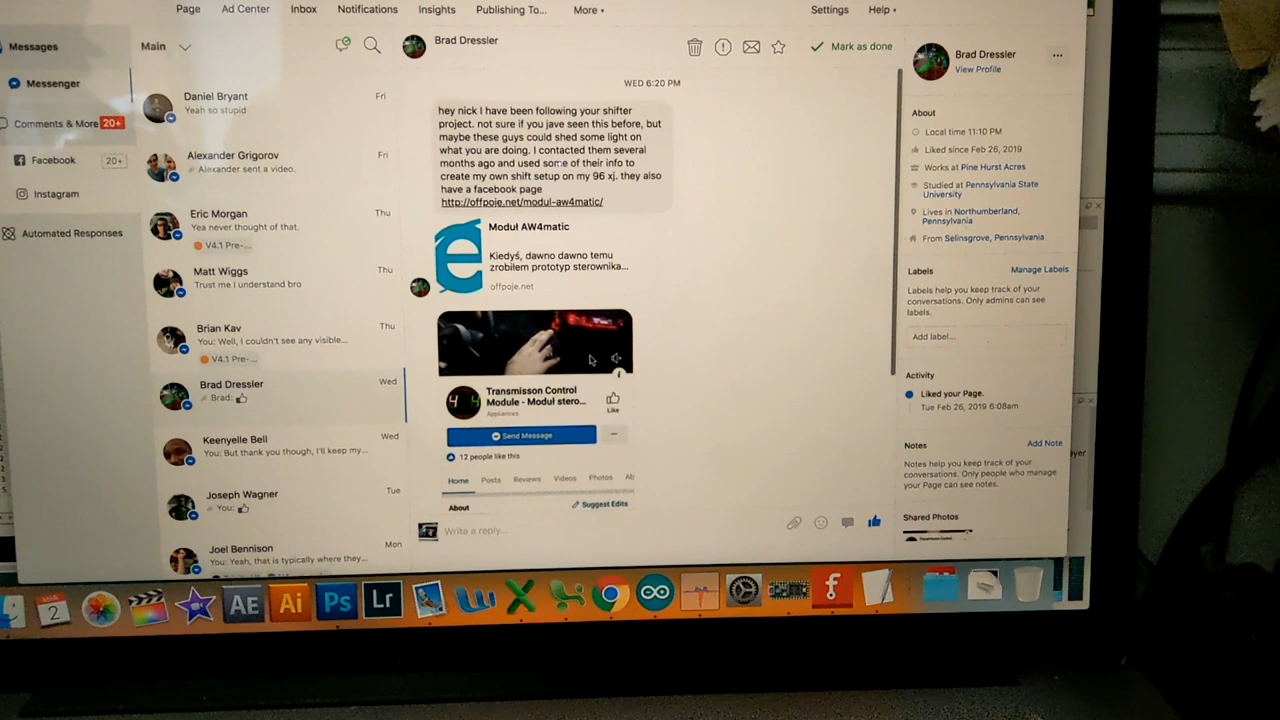 Page Ad Center Inbox Notifications Insights Publishing To... More Settings Help
Messages
Messenger
Comments & More 20+
Facebook 20+
Instagram
Automated Responses
Main
Daniel Bryant Fri
Yeah so stupid
Alexander Grigorov Fri
Alexander sent a video.
Eric Morgan Thu
Yea never thought of that.
V4.1 Pre-...
Matt Wiggs Thu
Trust me I understand bro
Brian Kav Thu
You: Well, I couldn't see any visible...
V4.1 Pre-...
Brad Dressler Wed
Brad:
Keenyelle Bell Wed
You: But thank you though, I'll keep my...
Joseph Wagner Tue
You:
Joel Bennison Mon
You: Yeah, that is typically where they...
Brad Dressler
Mark as done
WED 6:20 PM
hey nick I have been following your shifter
project. not sure if you jave seen this before, but
maybe these guys could shed some light on
what you are doing. I contacted them several
months ago and used some of their info to
create my own shift setup on my 96 xj. they also
have a facebook page
http://offpoje.net/modul-aw4matic/
Moduł AW4matic
Kiedyś, dawno dawno temu
zrobiłem prototyp sterownika...
offpoje.net
4 4
Transmisson Control
Module - Moduł stero...
Appliances
Like
Send Message
12 people like this
Home Posts Reviews Videos Photos Ab
About
Suggest Edits
Write a reply...
Brad Dressler
View Profile
About
Local time 11:10 PM
Liked since Feb 26, 2019
Works at Pine Hurst Acres
Studied at Pennsylvania State
University
Lives in Northumberland,
Pennsylvania
From Selinsgrove, Pennsylvania
Labels Manage Labels
Labels help you keep track of your
conversations. Only admins can see
labels.
Add label...
Activity
Liked your Page.
Tue Feb 26, 2019 6:08am
Notes Add Note
Notes help you keep track of your
conversations. Only people who manage
your Page can see notes.
Shared Photos
yer
2 AE Ai Ps Lr